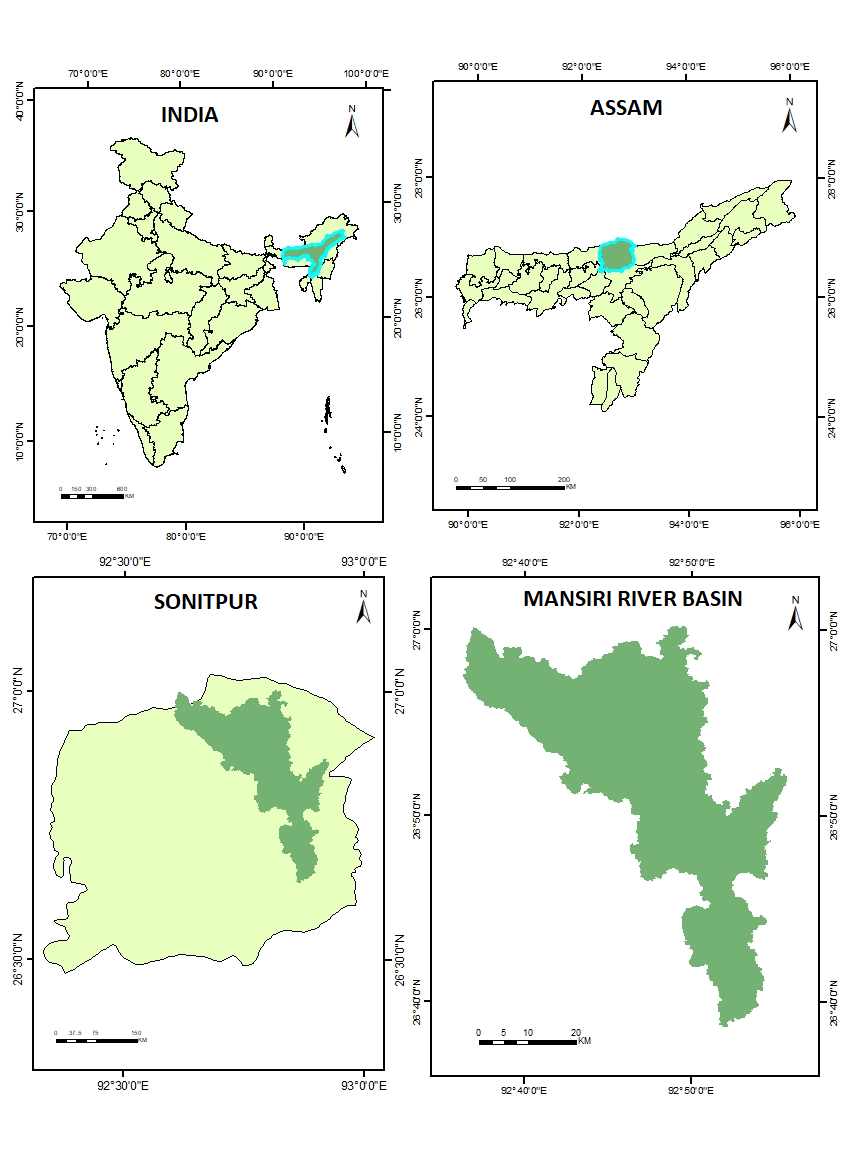 70°0'0"E 80°0'0"E 90°0'0"E 100°0'0"E
40°0'0"N
30°0'0"N
20°0'0"N
10°0'0"N
INDIA
N
30°0'0"N
20°0'0"N
10°0'0"N
0 150 300 600
KM
70°0'0"E 80°0'0"E 90°0'0"E
90°0'0"E 92°0'0"E 94°0'0"E 96°0'0"E
28°0'0"N
26°0'0"N
24°0'0"N
ASSAM
N
28°0'0"N
26°0'0"N
24°0'0"N
0 50 100 200
KM
90°0'0"E 92°0'0"E 94°0'0"E 96°0'0"E
92°30'0"E 93°0'0"E
27°0'0"N
26°30'0"N
SONITPUR
N
27°0'0"N
26°30'0"N
0 37.5 75 150
KM
92°30'0"E 93°0'0"E
92°40'0"E 92°50'0"E
27°0'0"N
26°50'0"N
26°40'0"N
MANSIRI RIVER BASIN
N
27°0'0"N
26°50'0"N
26°40'0"N
0 5 10 20
KM
92°40'0"E 92°50'0"E